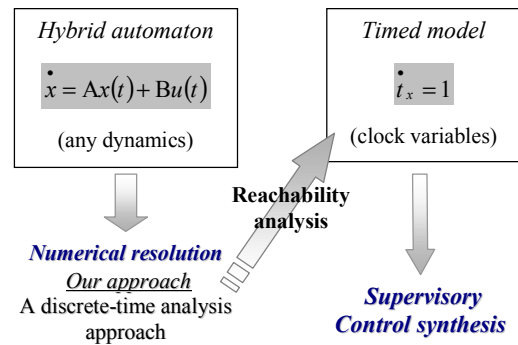 Hybrid automaton
ẋ = Ax(t) + Bu(t)
(any dynamics)
Numerical resolution
Our approach
A discrete-time analysis
approach
Reachability
analysis
Timed model
ṫₓ = 1
(clock variables)
Supervisory
Control synthesis